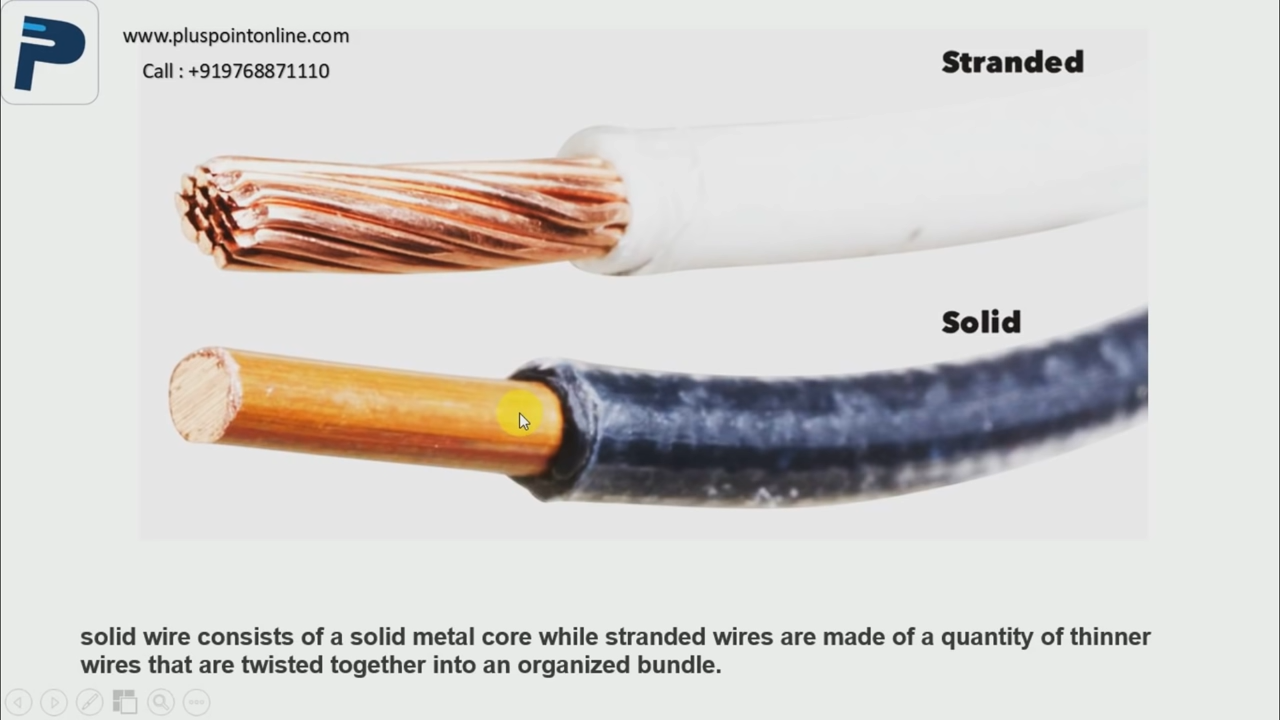 www.pluspointonline.com
Call : +919768871110
Stranded
Solid
solid wire consists of a solid metal core while stranded wires are made of a quantity of thinner
wires that are twisted together into an organized bundle.